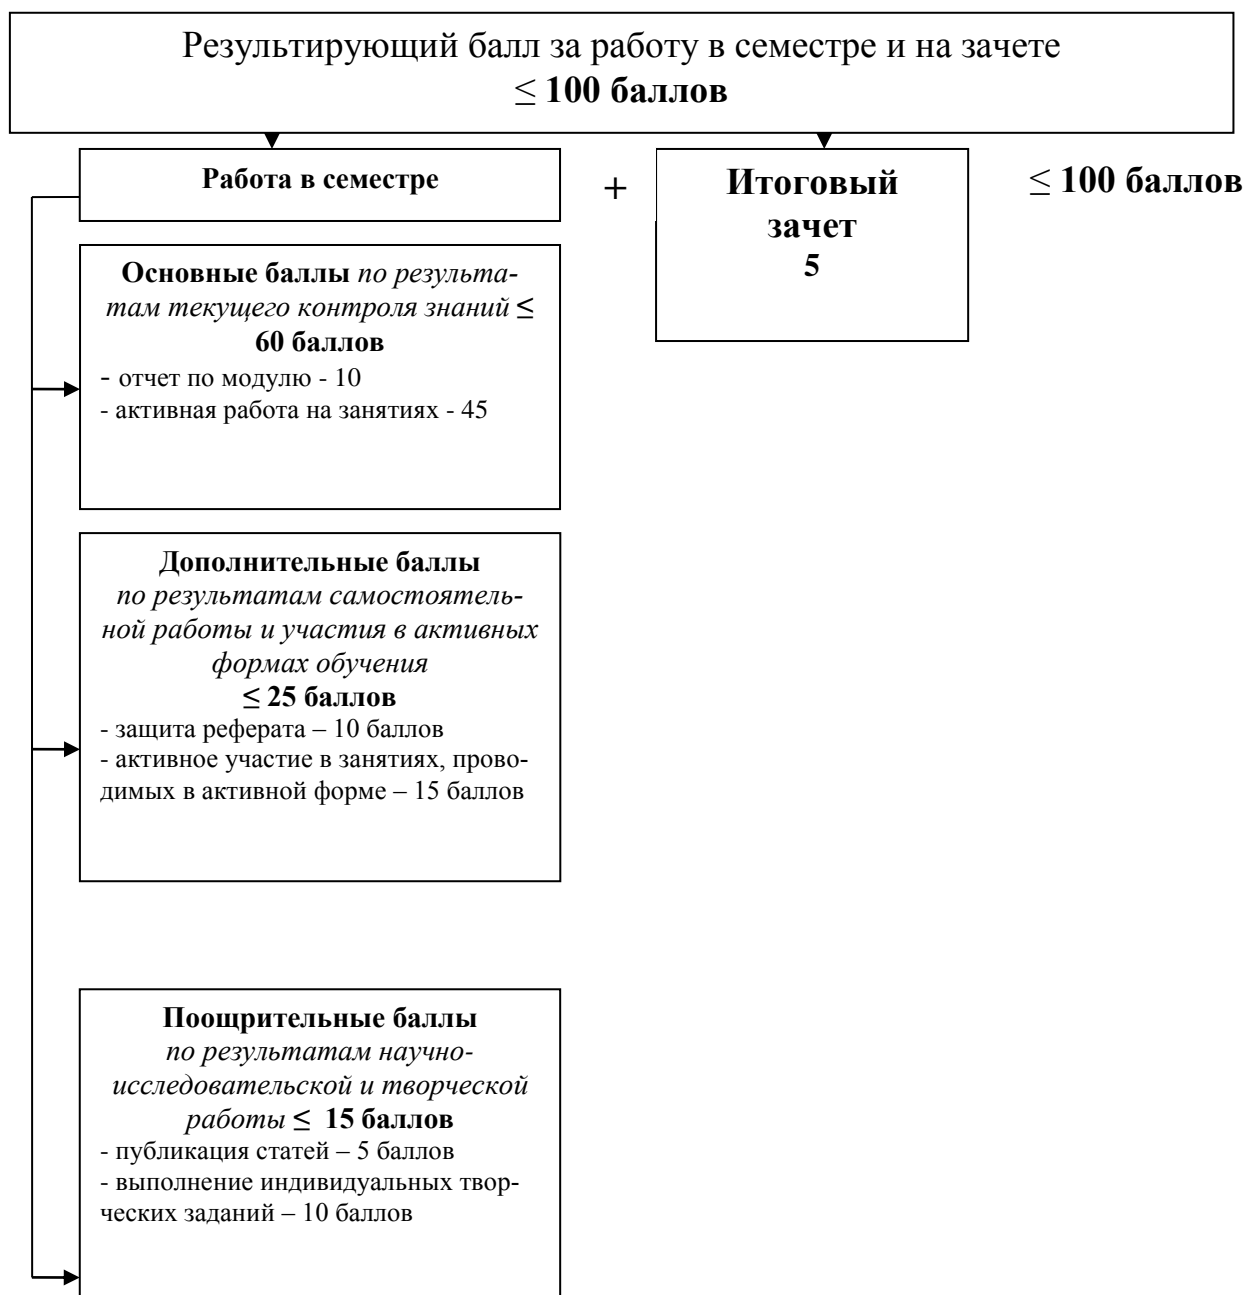 Результирующий балл за работу в семестре и на зачете
≤ 100 баллов
Работа в семестре
+
Итоговый
зачет
5
≤ 100 баллов
Основные баллы по результа-
там текущего контроля знаний ≤
60 баллов
- отчет по модулю - 10
- активная работа на занятиях - 45
Дополнительные баллы
по результатам самостоятель-
ной работы и участия в активных
формах обучения
≤ 25 баллов
- защита реферата – 10 баллов
- активное участие в занятиях, прово-
димых в активной форме – 15 баллов
Поощрительные баллы
по результатам научно-
исследовательской и творческой
работы ≤ 15 баллов
- публикация статей – 5 баллов
- выполнение индивидуальных твор-
ческих заданий – 10 баллов